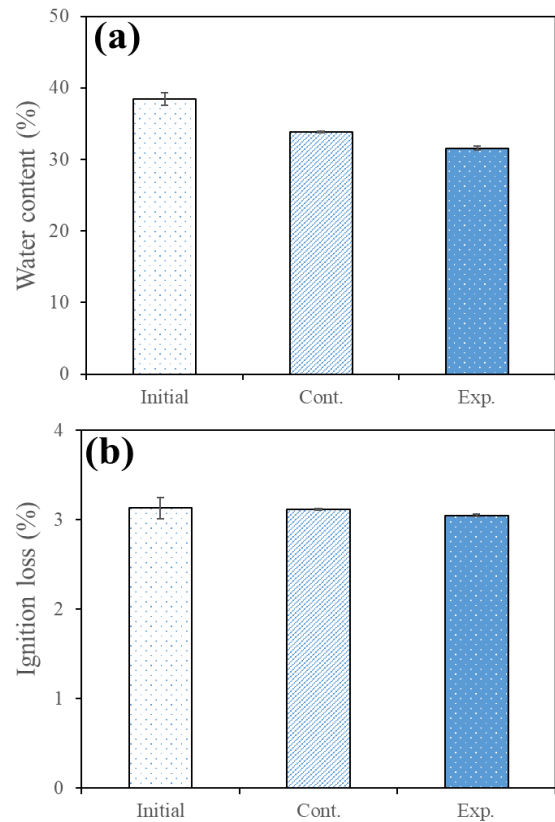 (a)
Water content (%)
50
40
30
20
10
0
Initial Cont. Exp.
(b)
Ignition loss (%)
4
3
2
1
0
Initial Cont. Exp.